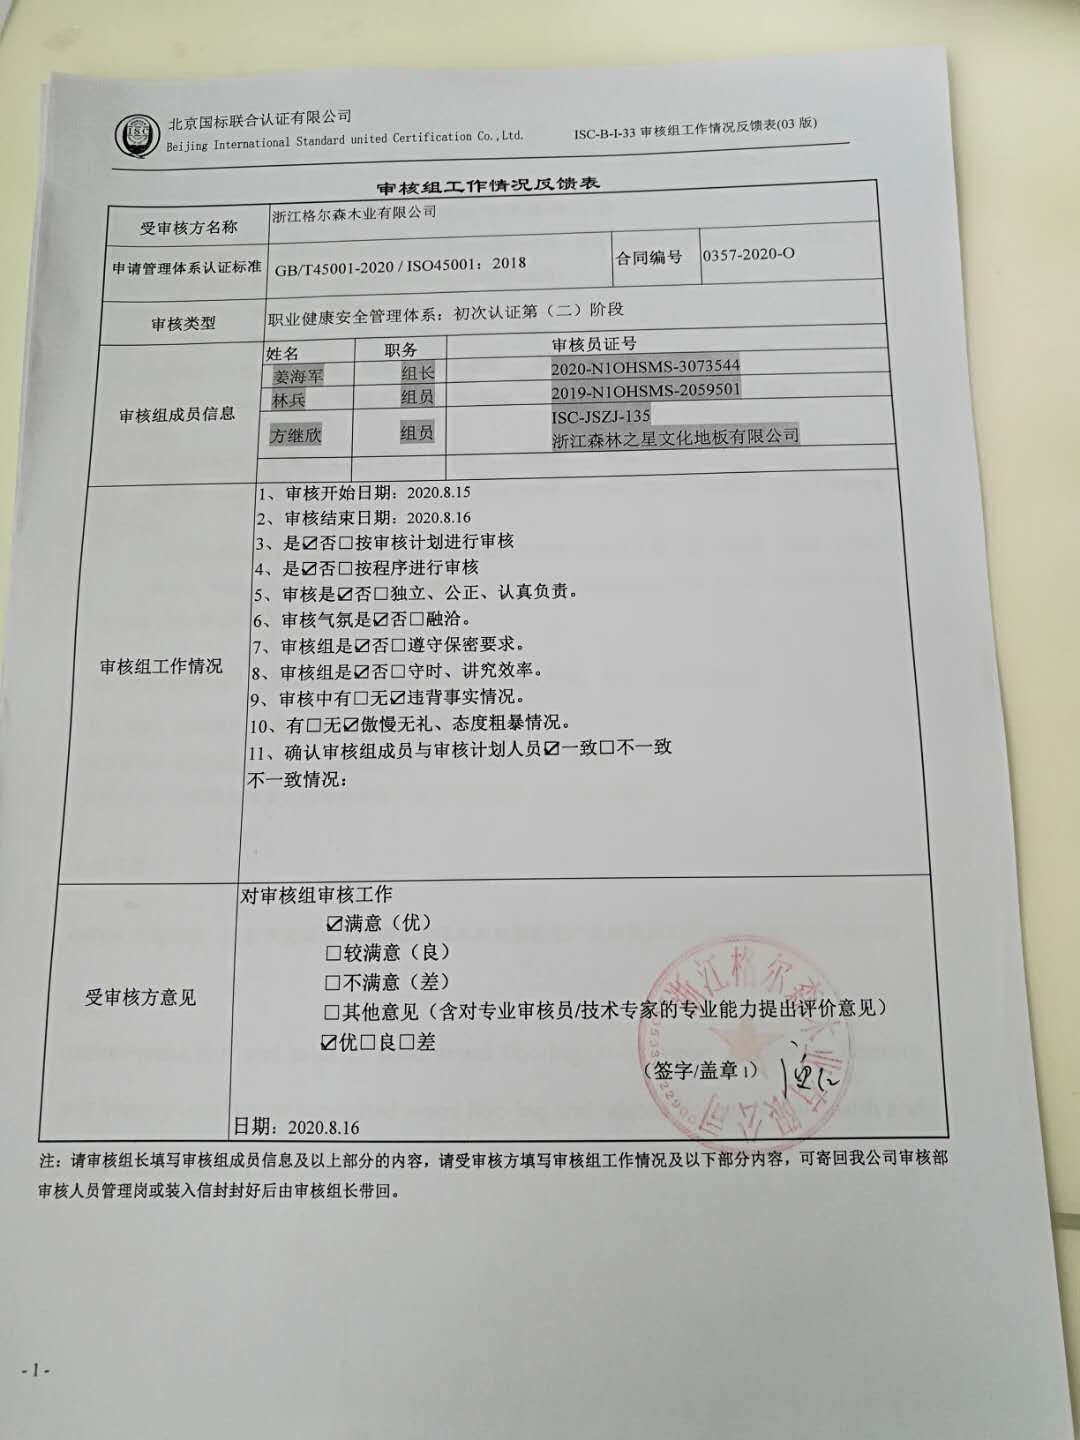 北京国标联合认证有限公司
Beijing International Standard united Certification Co.,Ltd.
ISC-B-I-33 审核组工作情况反馈表(03 版)
审核组工作情况反馈表
受审核方名称 浙江格尔森木业有限公司
申请管理体系认证标准 GB/T45001-2020 / ISO45001：2018 合同编号 0357-2020-O
审核类型 职业健康安全管理体系：初次认证第（二）阶段
审核组成员信息
姓名 职务 审核员证号
姜海军 组长 2020-N1OHSMS-3073544
林兵 组员 2019-N1OHSMS-2059501
方继欣 组员 ISC-JSZJ-135
浙江森林之星文化地板有限公司
审核组工作情况
1、审核开始日期：2020.8.15
2、审核结束日期：2020.8.16
3、是☑否□按审核计划进行审核
4、是☑否□按程序进行审核
5、审核是☑否□独立、公正、认真负责。
6、审核气氛是☑否□融洽。
7、审核组是☑否□遵守保密要求。
8、审核组是☑否□守时、讲究效率。
9、审核中有□无☑违背事实情况。
10、有□无☑傲慢无礼、态度粗暴情况。
11、确认审核组成员与审核计划人员☑一致□不一致
不一致情况：
受审核方意见
对审核组审核工作
☑满意（优）
□较满意（良）
□不满意（差）
□其他意见（含对专业审核员/技术专家的专业能力提出评价意见）
☑优□良□差
（签字/盖章1）
浙江格尔森木业有限公司
日期：2020.8.16
注：请审核组长填写审核组成员信息及以上部分的内容，请受审核方填写审核组工作情况及以下部分内容，可寄回我公司审核部
审核人员管理岗或装入信封封好后由审核组长带回。
- 1 -